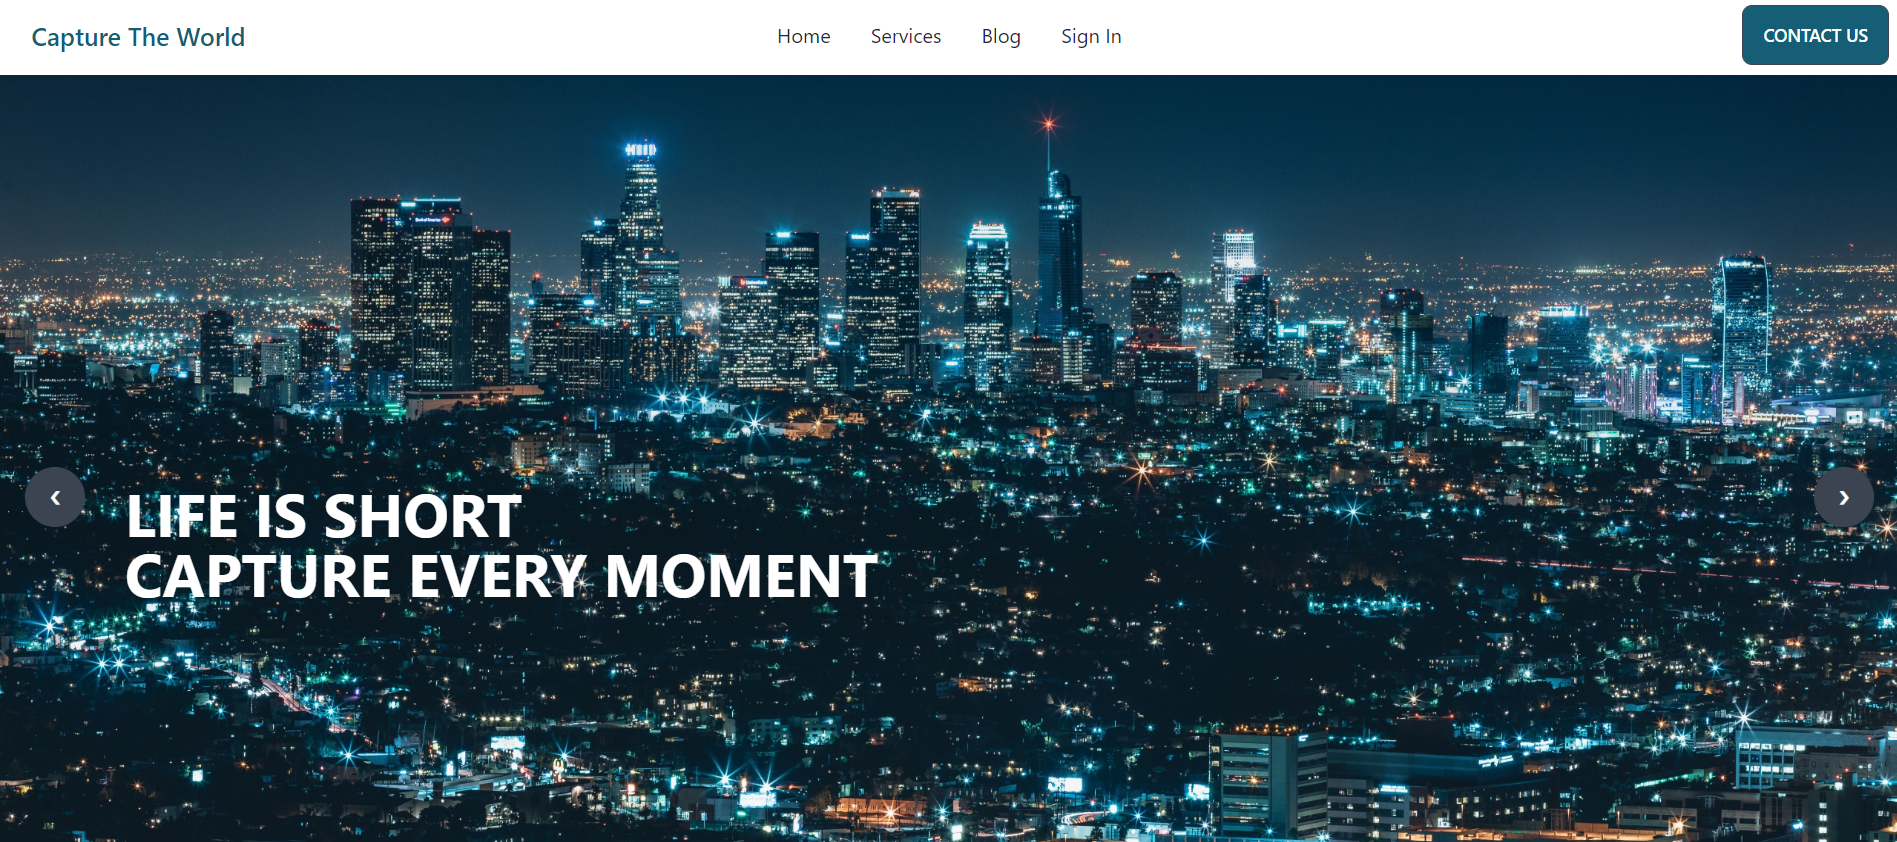 Capture The World
Home Services Blog Sign In
CONTACT US
LIFE IS SHORT
CAPTURE EVERY MOMENT